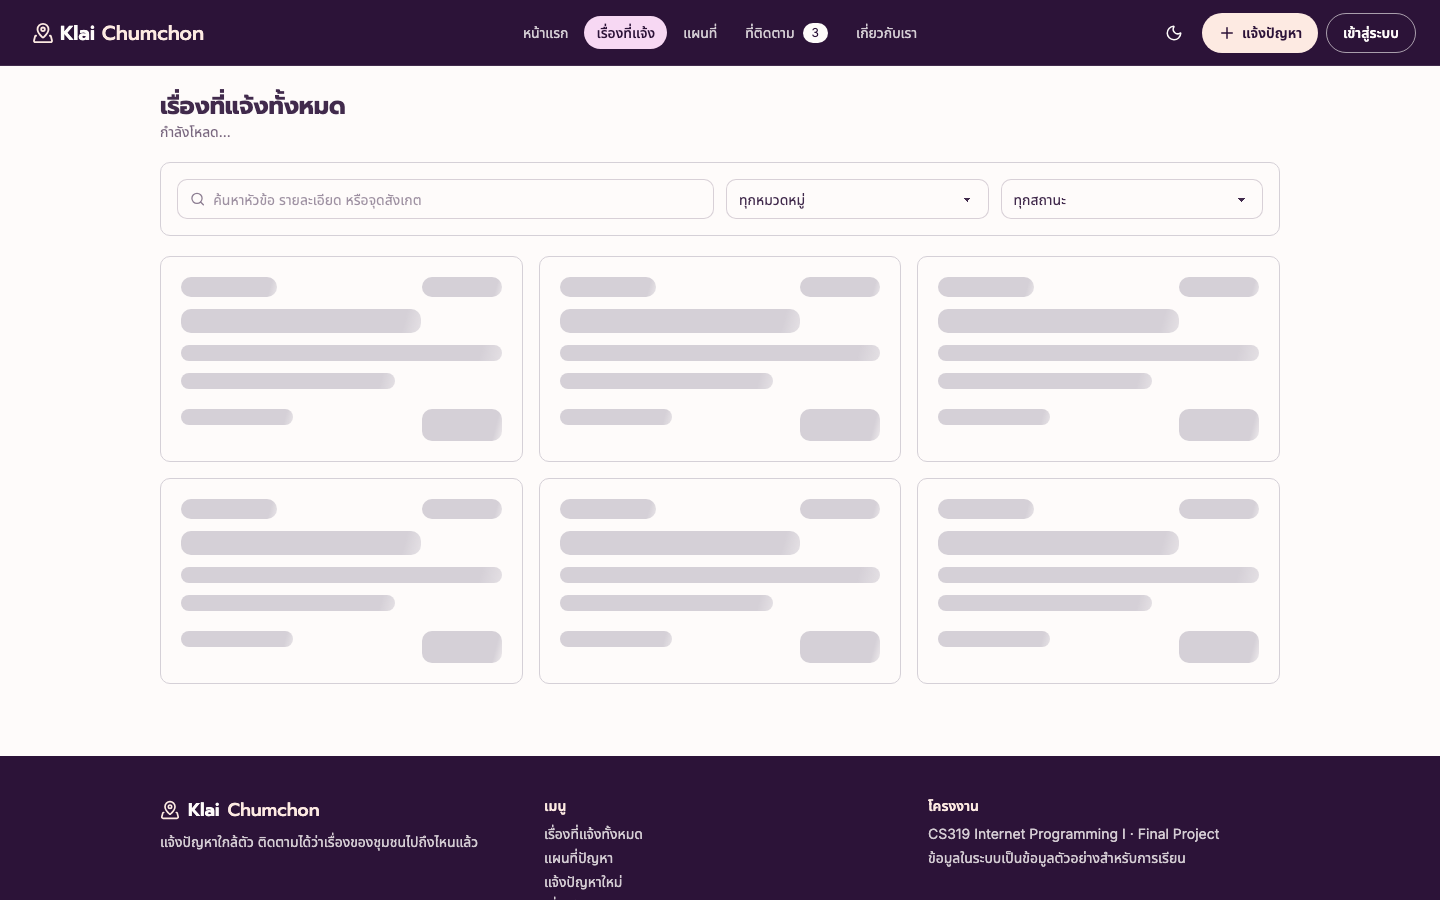 Klai Chumchon
หน้าแรก
เรื่องที่แจ้ง
แผนที่
ที่ติดตาม 3
เกี่ยวกับเรา
แจ้งปัญหา
เข้าสู่ระบบ
เรื่องที่แจ้งทั้งหมด
กำลังโหลด...
ค้นหาหัวข้อ รายละเอียด หรือจุดสังเกต
ทุกหมวดหมู่
ทุกสถานะ
Klai Chumchon
แจ้งปัญหาใกล้ตัว ติดตามได้ว่าเรื่องของชุมชนไปถึงไหนแล้ว
เมนู
เรื่องที่แจ้งทั้งหมด
แผนที่ปัญหา
แจ้งปัญหาใหม่
โครงงาน
CS319 Internet Programming I · Final Project
ข้อมูลในระบบเป็นข้อมูลตัวอย่างสำหรับการเรียน